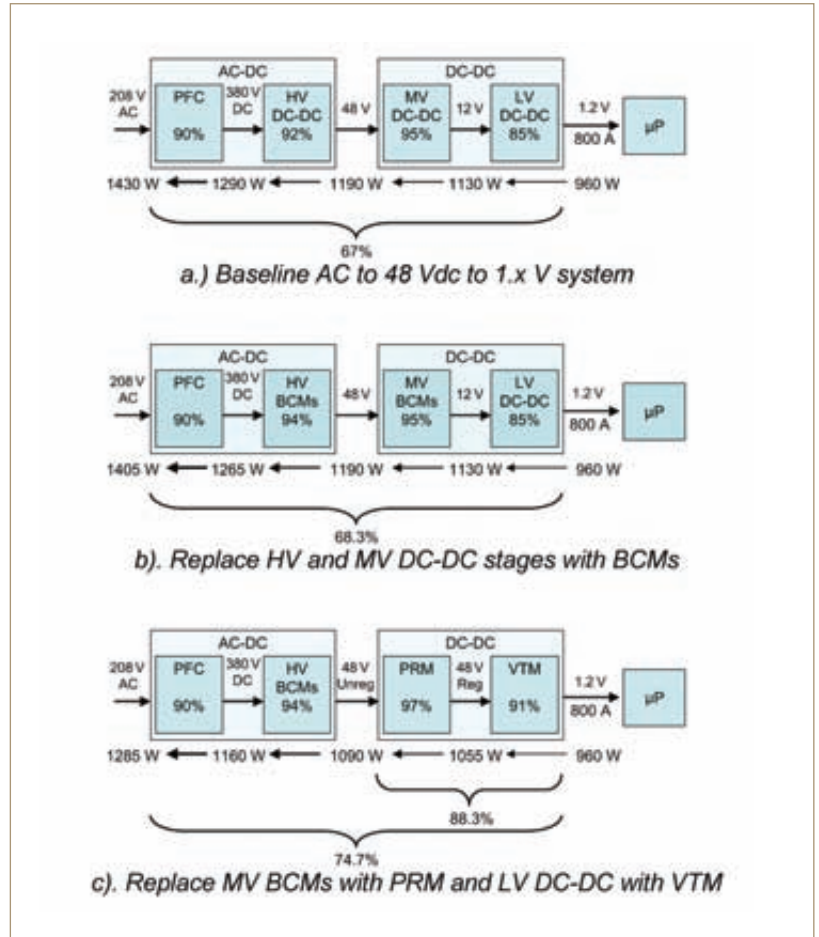 AC-DC
DC-DC
208 V
AC
PFC
90%
380 V
DC
HV
DC-DC
92%
48 V
MV
DC-DC
95%
12 V
LV
DC-DC
85%
1.2 V
800 A
µP
1430 W
1290 W
1190 W
1130 W
960 W
67%
a.) Baseline AC to 48 Vdc to 1.x V system
AC-DC
DC-DC
208 V
AC
PFC
90%
380 V
DC
HV
BCMs
94%
48 V
MV
BCMs
95%
12 V
LV
DC-DC
85%
1.2 V
800 A
µP
1405 W
1265 W
1190 W
1130 W
960 W
68.3%
b). Replace HV and MV DC-DC stages with BCMs
AC-DC
DC-DC
208 V
AC
PFC
90%
380 V
DC
HV
BCMs
94%
48 V
Unreg
PRM
97%
48 V
Reg
VTM
91%
1.2 V
800 A
µP
1285 W
1160 W
1090 W
1055 W
960 W
88.3%
74.7%
c). Replace MV BCMs with PRM and LV DC-DC with VTM